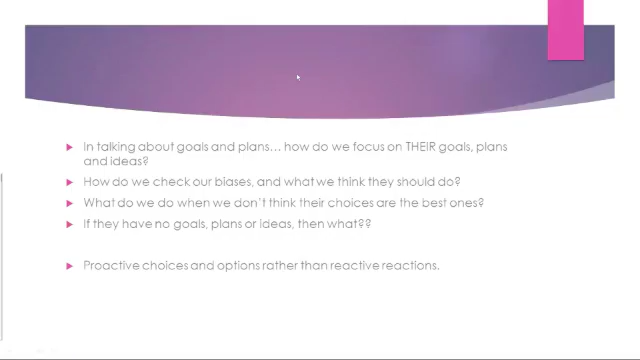 In talking about goals and plans… how do we focus on THEIR goals, plans
and ideas?
How do we check our biases, and what we think they should do?
What do we do when we don't think their choices are the best ones?
If they have no goals, plans or ideas, then what??
Proactive choices and options rather than reactive reactions.